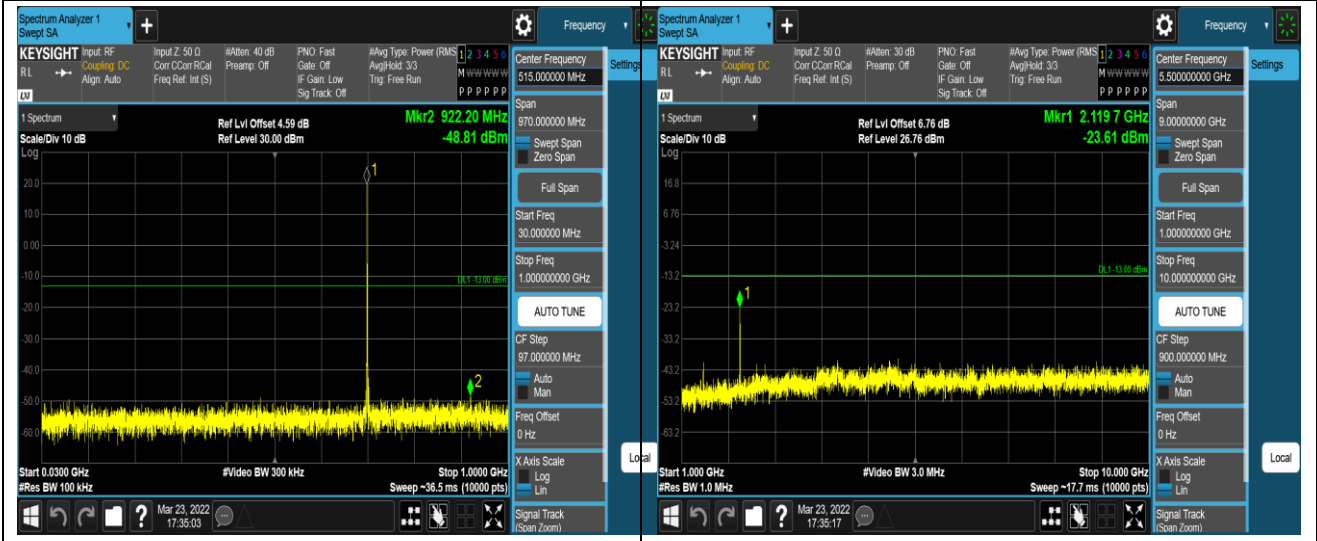 Spectrum Analyzer 1
Swept SA
+
Frequency
KEYSIGHT
RL
LXI
Input: RF
Coupling: DC
Align: Auto
Input Z: 50 Ω
Corr CCorr RCal
Freq Ref: Int (S)
#Atten: 40 dB
Preamp: Off
PNO: Fast
Gate: Off
IF Gain: Low
Sig Track: Off
#Avg Type: Power (RMS
Avg|Hold: 3/3
Trig: Free Run
1 2 3 4 5 6
M W W W W W
P P P P P P
Center Frequency
515.000000 MHz
Settings
1 Spectrum
Scale/Div 10 dB
Log
Ref Lvl Offset 4.59 dB
Ref Level 30.00 dBm
Mkr2 922.20 MHz
-48.81 dBm
Span
970.000000 MHz
Swept Span
Zero Span
Full Span
Start Freq
30.000000 MHz
Stop Freq
1.000000000 GHz
AUTO TUNE
CF Step
97.000000 MHz
Auto
Man
Freq Offset
0 Hz
X Axis Scale
Log
Lin
Local
Signal Track
(Span Zoom)
1
20.0
10.0
0.00
-10.0
DL1 -13.00 dBm
-20.0
-30.0
-40.0
2
-50.0
-60.0
Start 0.0300 GHz
#Res BW 100 kHz
#Video BW 300 kHz
Stop 1.0000 GHz
Sweep ~36.5 ms (10000 pts)
?
Mar 23, 2022
17:35:03
Spectrum Analyzer 1
Swept SA
+
Frequency
KEYSIGHT
RL
LXI
Input: RF
Coupling: DC
Align: Auto
Input Z: 50 Ω
Corr CCorr RCal
Freq Ref: Int (S)
#Atten: 30 dB
Preamp: Off
PNO: Fast
Gate: Off
IF Gain: Low
Sig Track: Off
#Avg Type: Power (RMS
Avg|Hold: 3/3
Trig: Free Run
1 2 3 4 5 6
M W W W W W
P P P P P P
Center Frequency
5.500000000 GHz
Settings
1 Spectrum
Scale/Div 10 dB
Log
Ref Lvl Offset 6.76 dB
Ref Level 26.76 dBm
Mkr1 2.119 7 GHz
-23.61 dBm
Span
9.00000000 GHz
Swept Span
Zero Span
Full Span
Start Freq
1.000000000 GHz
Stop Freq
10.000000000 GHz
AUTO TUNE
CF Step
900.000000 MHz
Auto
Man
Freq Offset
0 Hz
X Axis Scale
Log
Lin
Local
Signal Track
(Span Zoom)
16.8
6.76
-3.24
-13.2
DL1 -13.00 dBm
1
-23.2
-33.2
-43.2
-53.2
-63.2
Start 1.000 GHz
#Res BW 1.0 MHz
#Video BW 3.0 MHz
Stop 10.000 GHz
Sweep ~17.7 ms (10000 pts)
?
Mar 23, 2022
17:35:17